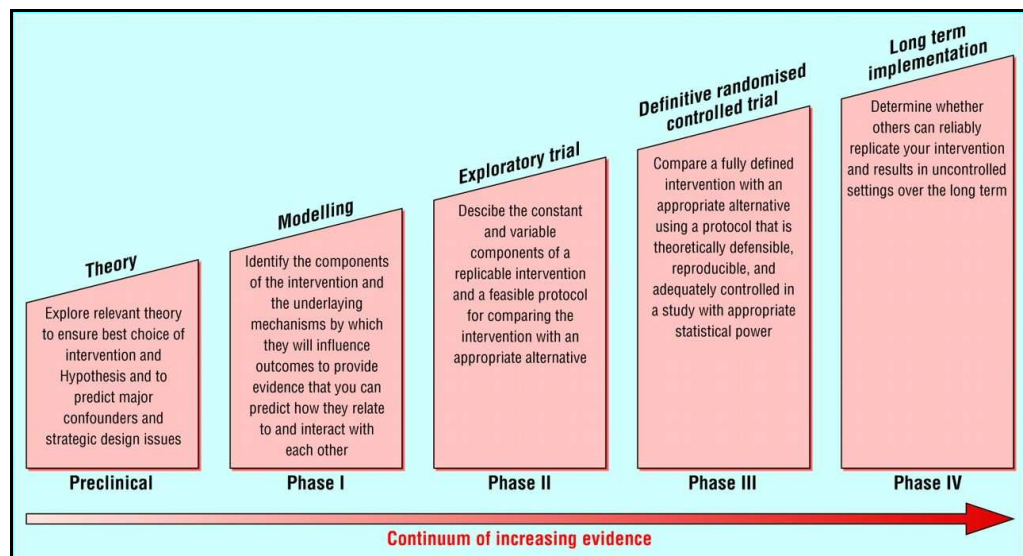 Theory
Explore relevant theory
to ensure best choice of
intervention and
Hypothesis and to
predict major
confounders and
strategic design issues
Preclinical
Modelling
Identify the components
of the intervention and
the underlaying
mechanisms by which
they will influence
outcomes to provide
evidence that you can
predict how they relate
to and interact with
each other
Phase I
Exploratory trial
Descibe the constant
and variable
components of a
replicable intervention
and a feasible protocol
for comparing the
intervention with an
appropriate alternative
Phase II
Definitive randomised
controlled trial
Compare a fully defined
intervention with an
appropriate alternative
using a protocol that is
theoretically defensible,
reproducible, and
adequately controlled in
a study with appropriate
statistical power
Phase III
Long term
implementation
Determine whether
others can reliably
replicate your intervention
and results in uncontrolled
settings over the long term
Phase IV
Continuum of increasing evidence